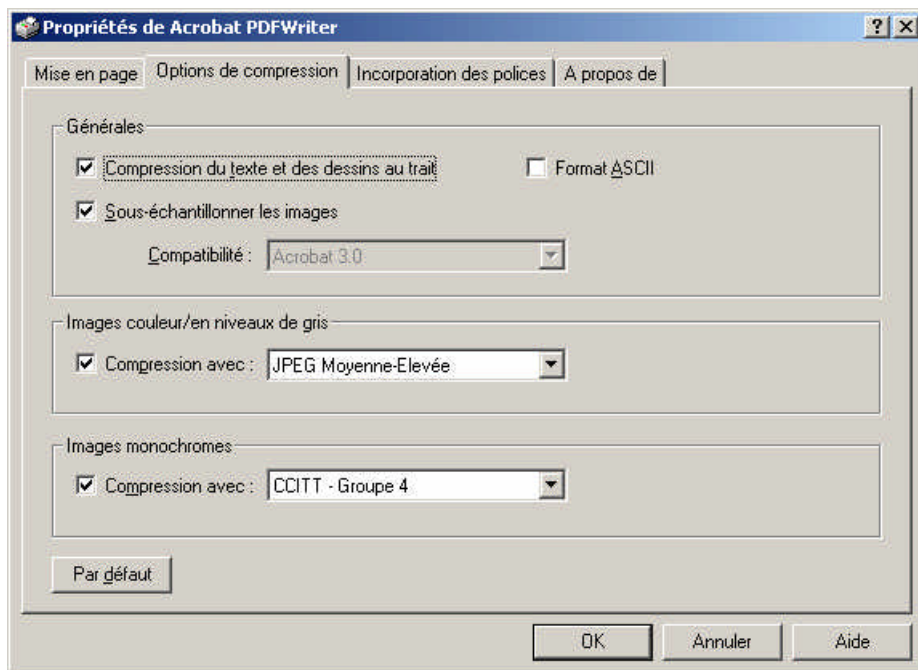 Propriétés de Acrobat PDFWriter
Mise en page Options de compression Incorporation des polices A propos de
Générales
Compression du texte et des dessins au trait Format ASCII
Sous-échantillonner les images
Compatibilité : Acrobat 3.0
Images couleur/en niveaux de gris
Compression avec : JPEG Moyenne-Elevée
Images monochromes
Compression avec : CCITT - Groupe 4
Par défaut
OK Annuler Aide